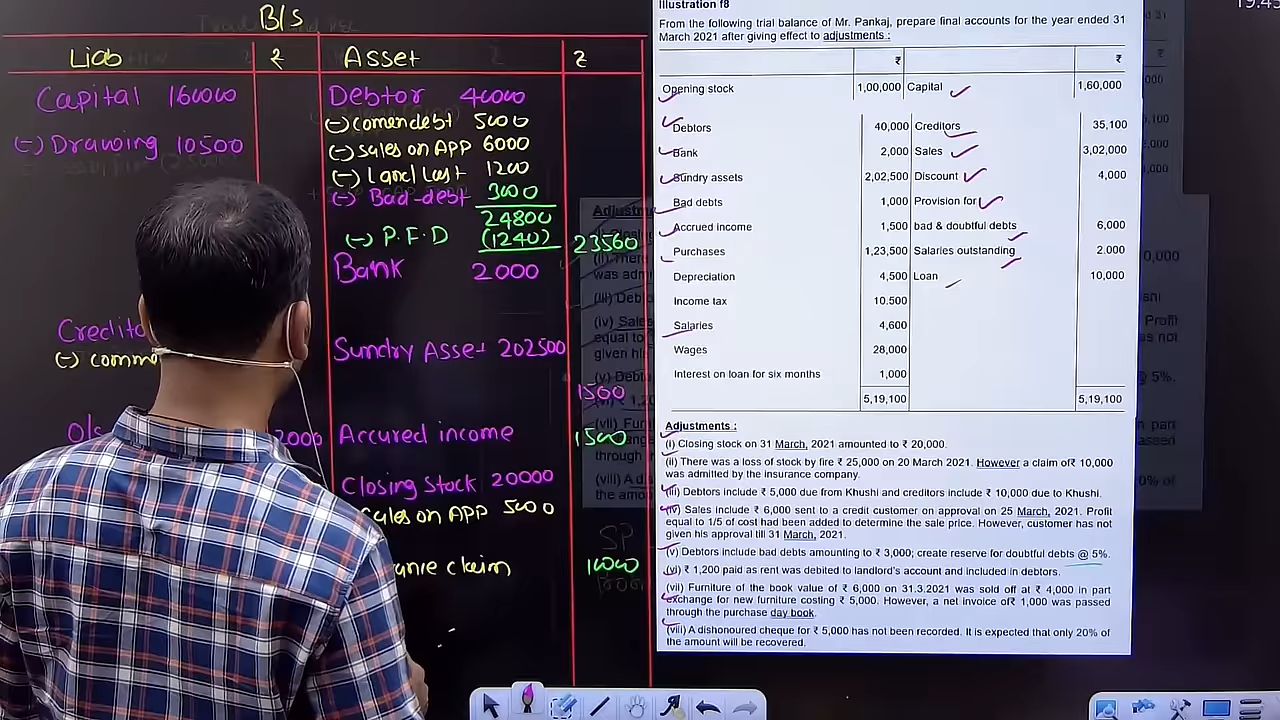 B/s
Liab ₹ Asset ₹
Capital 160000
(-) Drawing 10500
Debtor 40000
(-) comendebt 5000
(-) sales on APP 6000
(-) Land Last 1200
(-) Bad-debt 3000
24800
(-) P.F.D (1240) 23560
Bank 2000
Credito
(-) comm
Sundry Asset 202500
1500
O/s 2000 Accured income 1500
Closing Stock 20000
sales on APP 5000
ance claim 10000
19:45
Illustration f8
From the following trial balance of Mr. Pankaj, prepare final accounts for the year ended 31
March 2021 after giving effect to adjustments :
₹ ₹
Opening stock 1,00,000 Capital 1,60,000
Debtors 40,000 Creditors 35,100
Bank 2,000 Sales 3,02,000
Sundry assets 2,02,500 Discount 4,000
Bad debts 1,000 Provision for
Accrued income 1,500 bad & doubtful debts 6,000
Purchases 1,23,500 Salaries outstanding 2.000
Depreciation 4,500 Loan 10,000
Income tax 10.500
Salaries 4,600
Wages 28,000
Interest on loan for six months 1,000
5,19,100 5,19,100
Adjustments :
(i) Closing stock on 31 March, 2021 amounted to ₹ 20,000.
(ii) There was a loss of stock by fire ₹ 25,000 on 20 March 2021. However a claim of₹ 10,000
was admitted by the insurance company.
(iii) Debtors include ₹ 5,000 due from Khushi and creditors include ₹ 10,000 due to Khushi.
(iv) Sales include ₹ 6,000 sent to a credit customer on approval on 25 March, 2021. Profit
equal to 1/5 of cost had been added to determine the sale price. However, customer has not
given his approval till 31 March, 2021.
(v) Debtors include bad debts amounting to ₹ 3,000; create reserve for doubtful debts @ 5%.
(vi) ₹ 1,200 paid as rent was debited to landlord's account and included in debtors.
(vii) Furniture of the book value of ₹ 6,000 on 31.3.2021 was sold off at ₹ 4,000 in part
exchange for new furniture costing ₹ 5,000. However, a net invoice of₹ 1,000 was passed
through the purchase day book.
(viii) A dishonoured cheque for ₹ 5,000 has not been recorded. It is expected that only 20% of
the amount will be recovered.